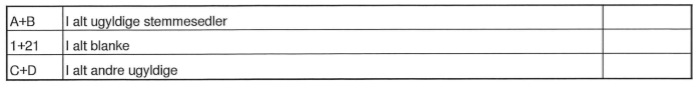 A+B I alt ugyldige stemmesedler
1+21 I alt blanke
C+D I alt andre ugyldige